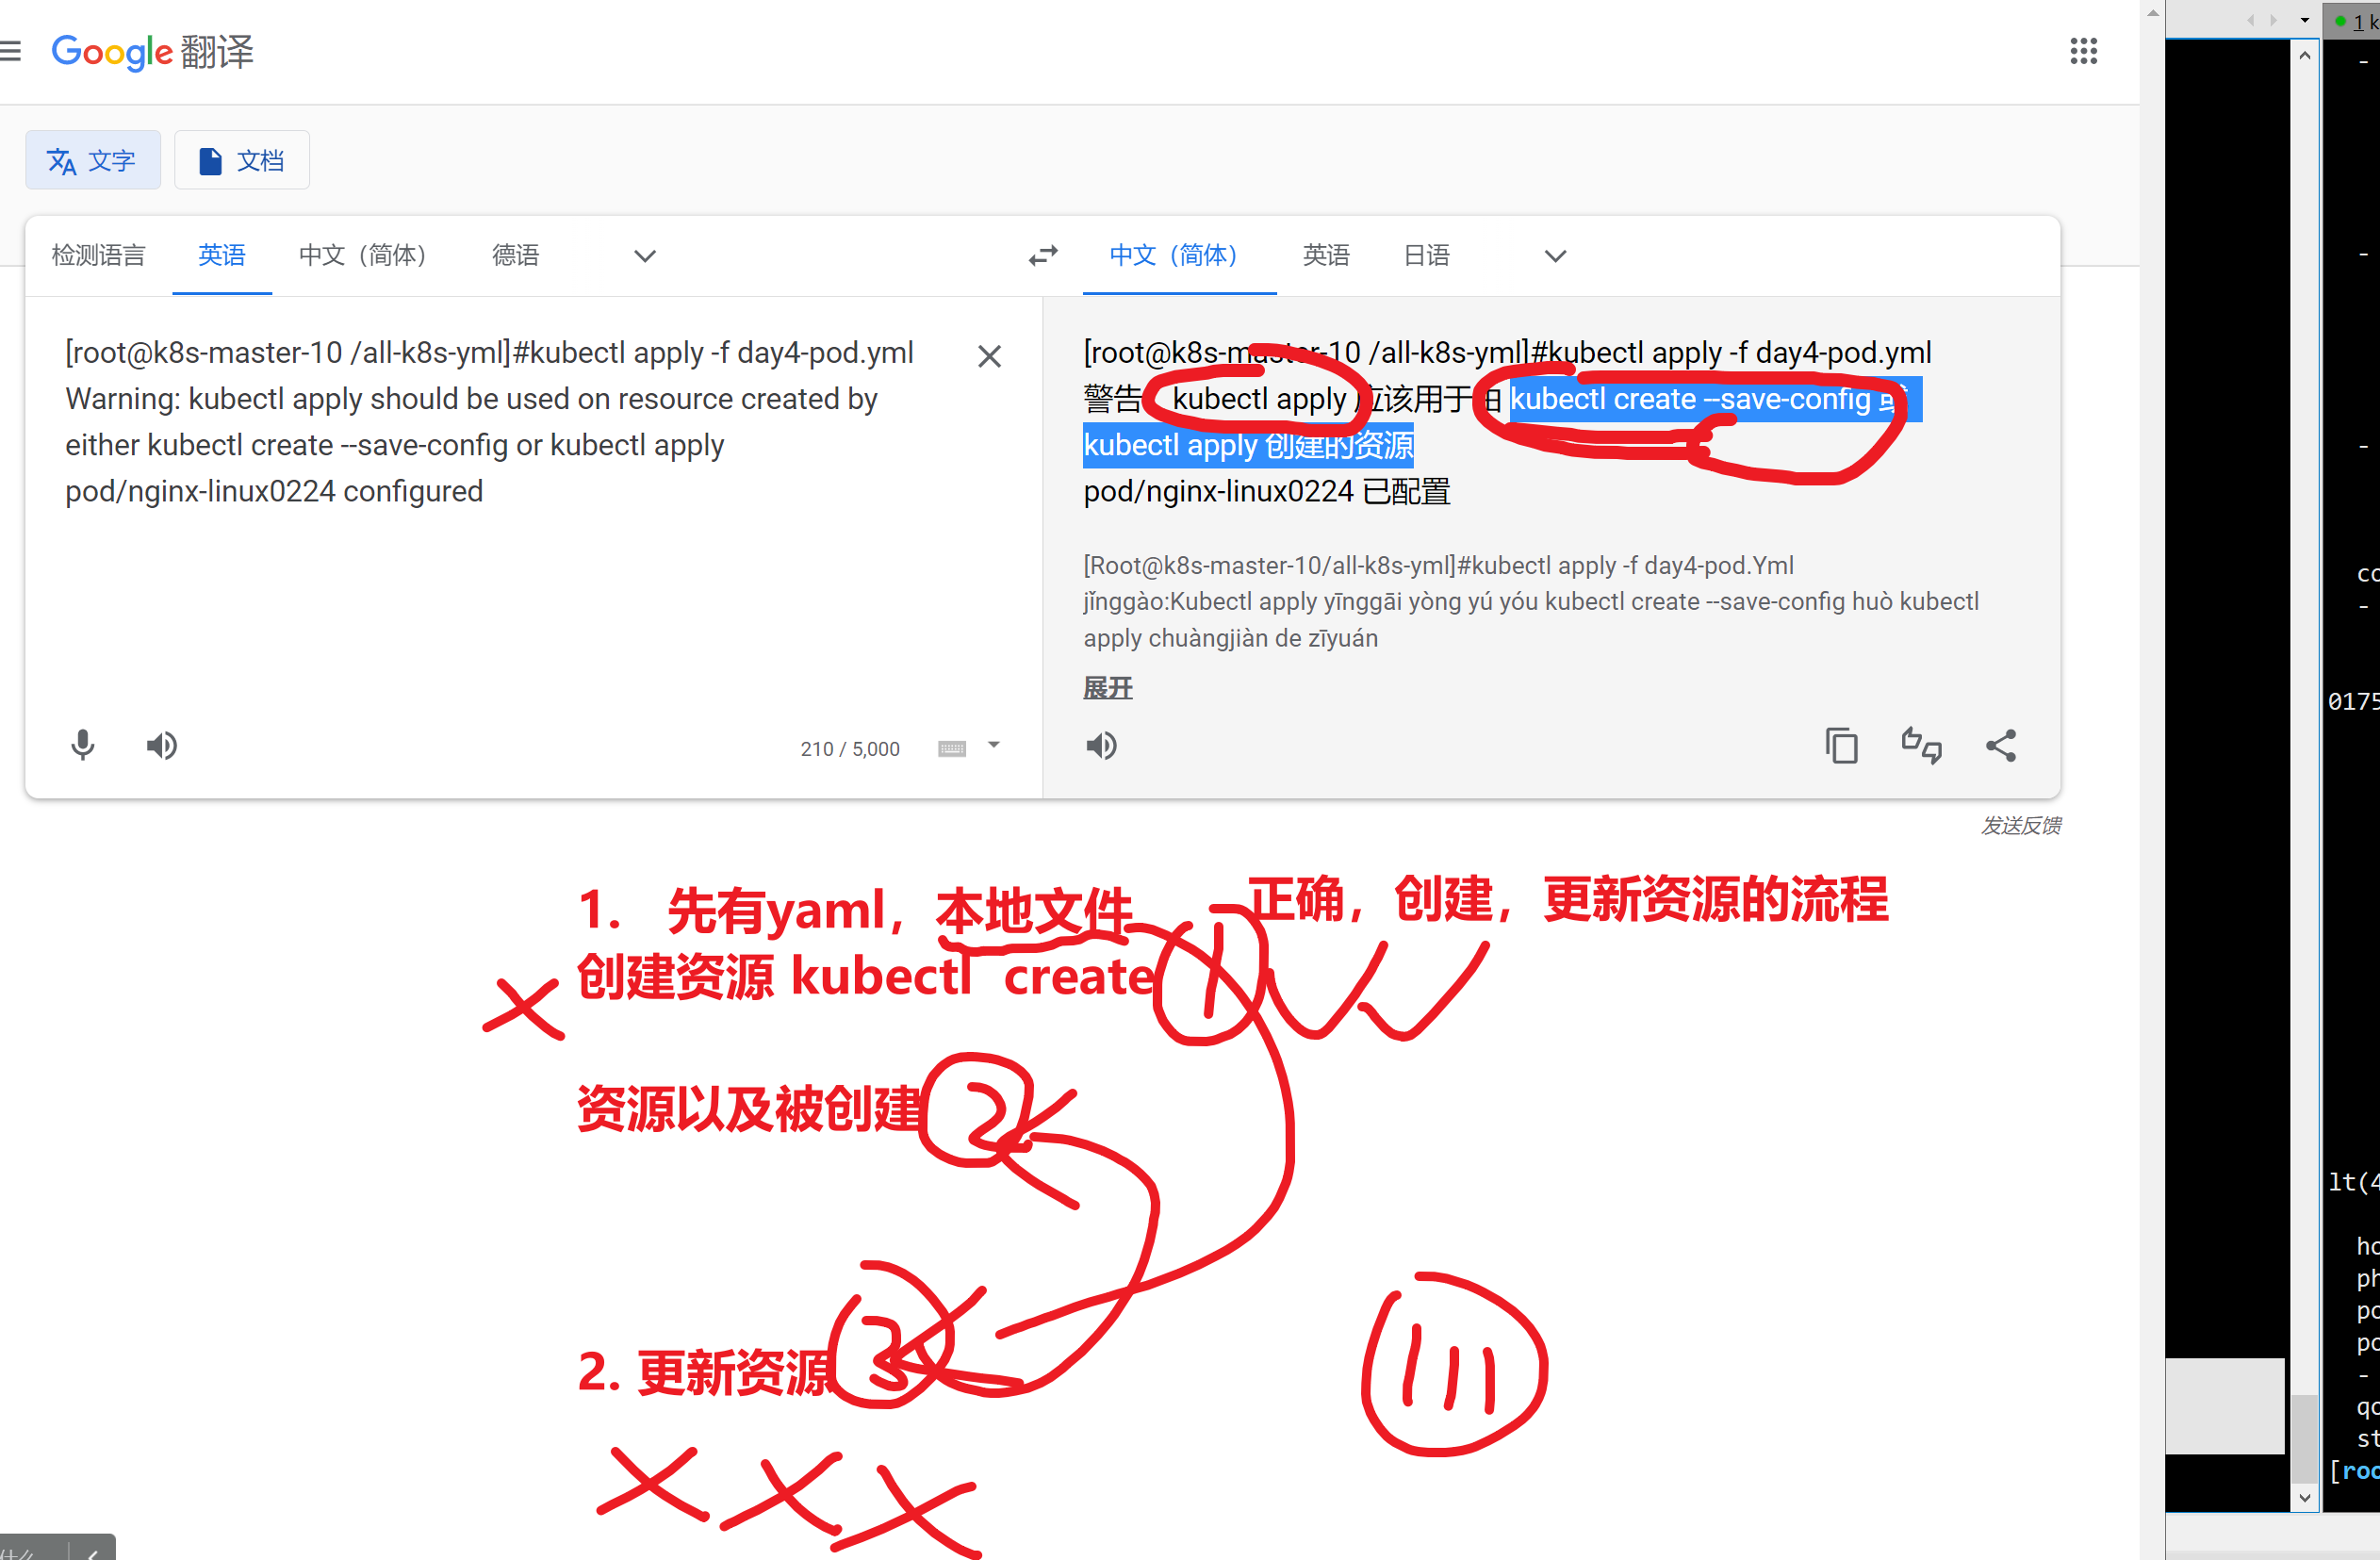 Google 翻译
文字
文档
检测语言 英语 中文（简体） 德语
中文（简体） 英语 日语
[root@k8s-master-10 /all-k8s-yml]#kubectl apply -f day4-pod.yml
Warning: kubectl apply should be used on resource created by
either kubectl create --save-config or kubectl apply
pod/nginx-linux0224 configured
210 / 5,000
[root@k8s-master-10 /all-k8s-yml]#kubectl apply -f day4-pod.yml
警告 kubectl apply 应该用于由 kubectl create --save-config 或
kubectl apply 创建的资源
pod/nginx-linux0224 已配置
[Root@k8s-master-10/all-k8s-yml]#kubectl apply -f day4-pod.Yml
jǐnggào:Kubectl apply yīnggāi yòng yú yóu kubectl create --save-config huò kubectl
apply chuàngjiàn de zīyuán
展开
发送反馈
1. 先有yaml，本地文件
正确，创建，更新资源的流程
创建资源 kubectl create
1
资源以及被创建
2
2. 更新资源
3
1 k
-
-
-
cc
-
0175
lt(4
hc
ph
pc
pc
-
qc
st
[roc
什么